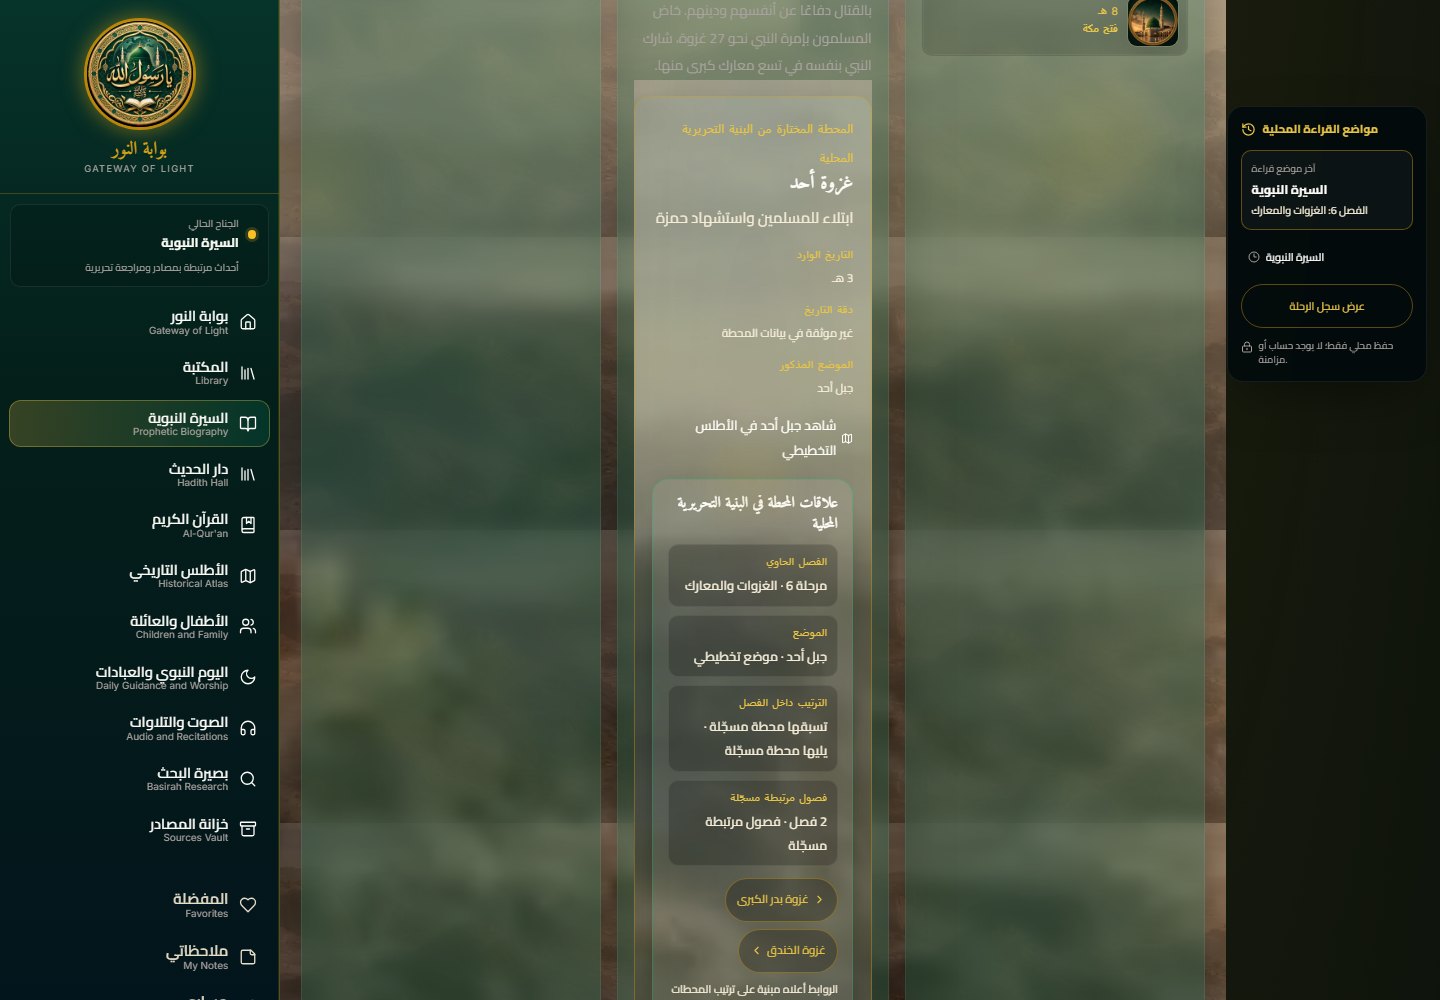 يا رسول الله
بوابة النور
GATEWAY OF LIGHT
الجناح الحالي
السيرة النبوية
أحداث مرتبطة بمصادر ومراجعة تحريرية
بوابة النور
Gateway of Light
المكتبة
Library
السيرة النبوية
Prophetic Biography
دار الحديث
Hadith Hall
القرآن الكريم
Al-Qur'an
الأطلس التاريخي
Historical Atlas
الأطفال والعائلة
Children and Family
اليوم النبوي والعبادات
Daily Guidance and Worship
الصوت والتلاوات
Audio and Recitations
بصيرة البحث
Basirah Research
خزانة المصادر
Sources Vault
المفضلة
Favorites
ملاحظاتي
My Notes
8 هـ
فتح مكة
بالقتال دفاعًا عن أنفسهم ودينهم. خاض
المسلمون بإمرة النبي نحو 27 غزوة، شارك
النبي بنفسه في تسع معارك كبرى منها.
المحطة المختارة من البنية التحريرية
المحلية
غزوة أحد
ابتلاء للمسلمين واستشهاد حمزة
التاريخ الوارد
3 هـ
دقة التاريخ
غير موثقة في بيانات المحطة
الموضع المذكور
جبل أحد
شاهد جبل أحد في الأطلس
التخطيطي
علاقات المحطة في البنية التحريرية
المحلية
الفصل الحاوي
مرحلة 6 · الغزوات والمعارك
الموضع
جبل أحد · موضع تخطيطي
الترتيب داخل الفصل
تسبقها محطة مسجّلة ·
يليها محطة مسجّلة
فصول مرتبطة مسجّلة
2 فصل · فصول مرتبطة
مسجّلة
غزوة بدر الكبرى
غزوة الخندق
الروابط أعلاه مبنية على ترتيب المحطات
مواضع القراءة المحلية
آخر موضع قراءة
السيرة النبوية
الفصل 6: الغزوات والمعارك
السيرة النبوية
عرض سجل الرحلة
حفظ محلي فقط؛ لا يوجد حساب أو
مزامنة.